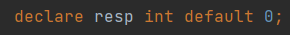 declare resp int default 0;